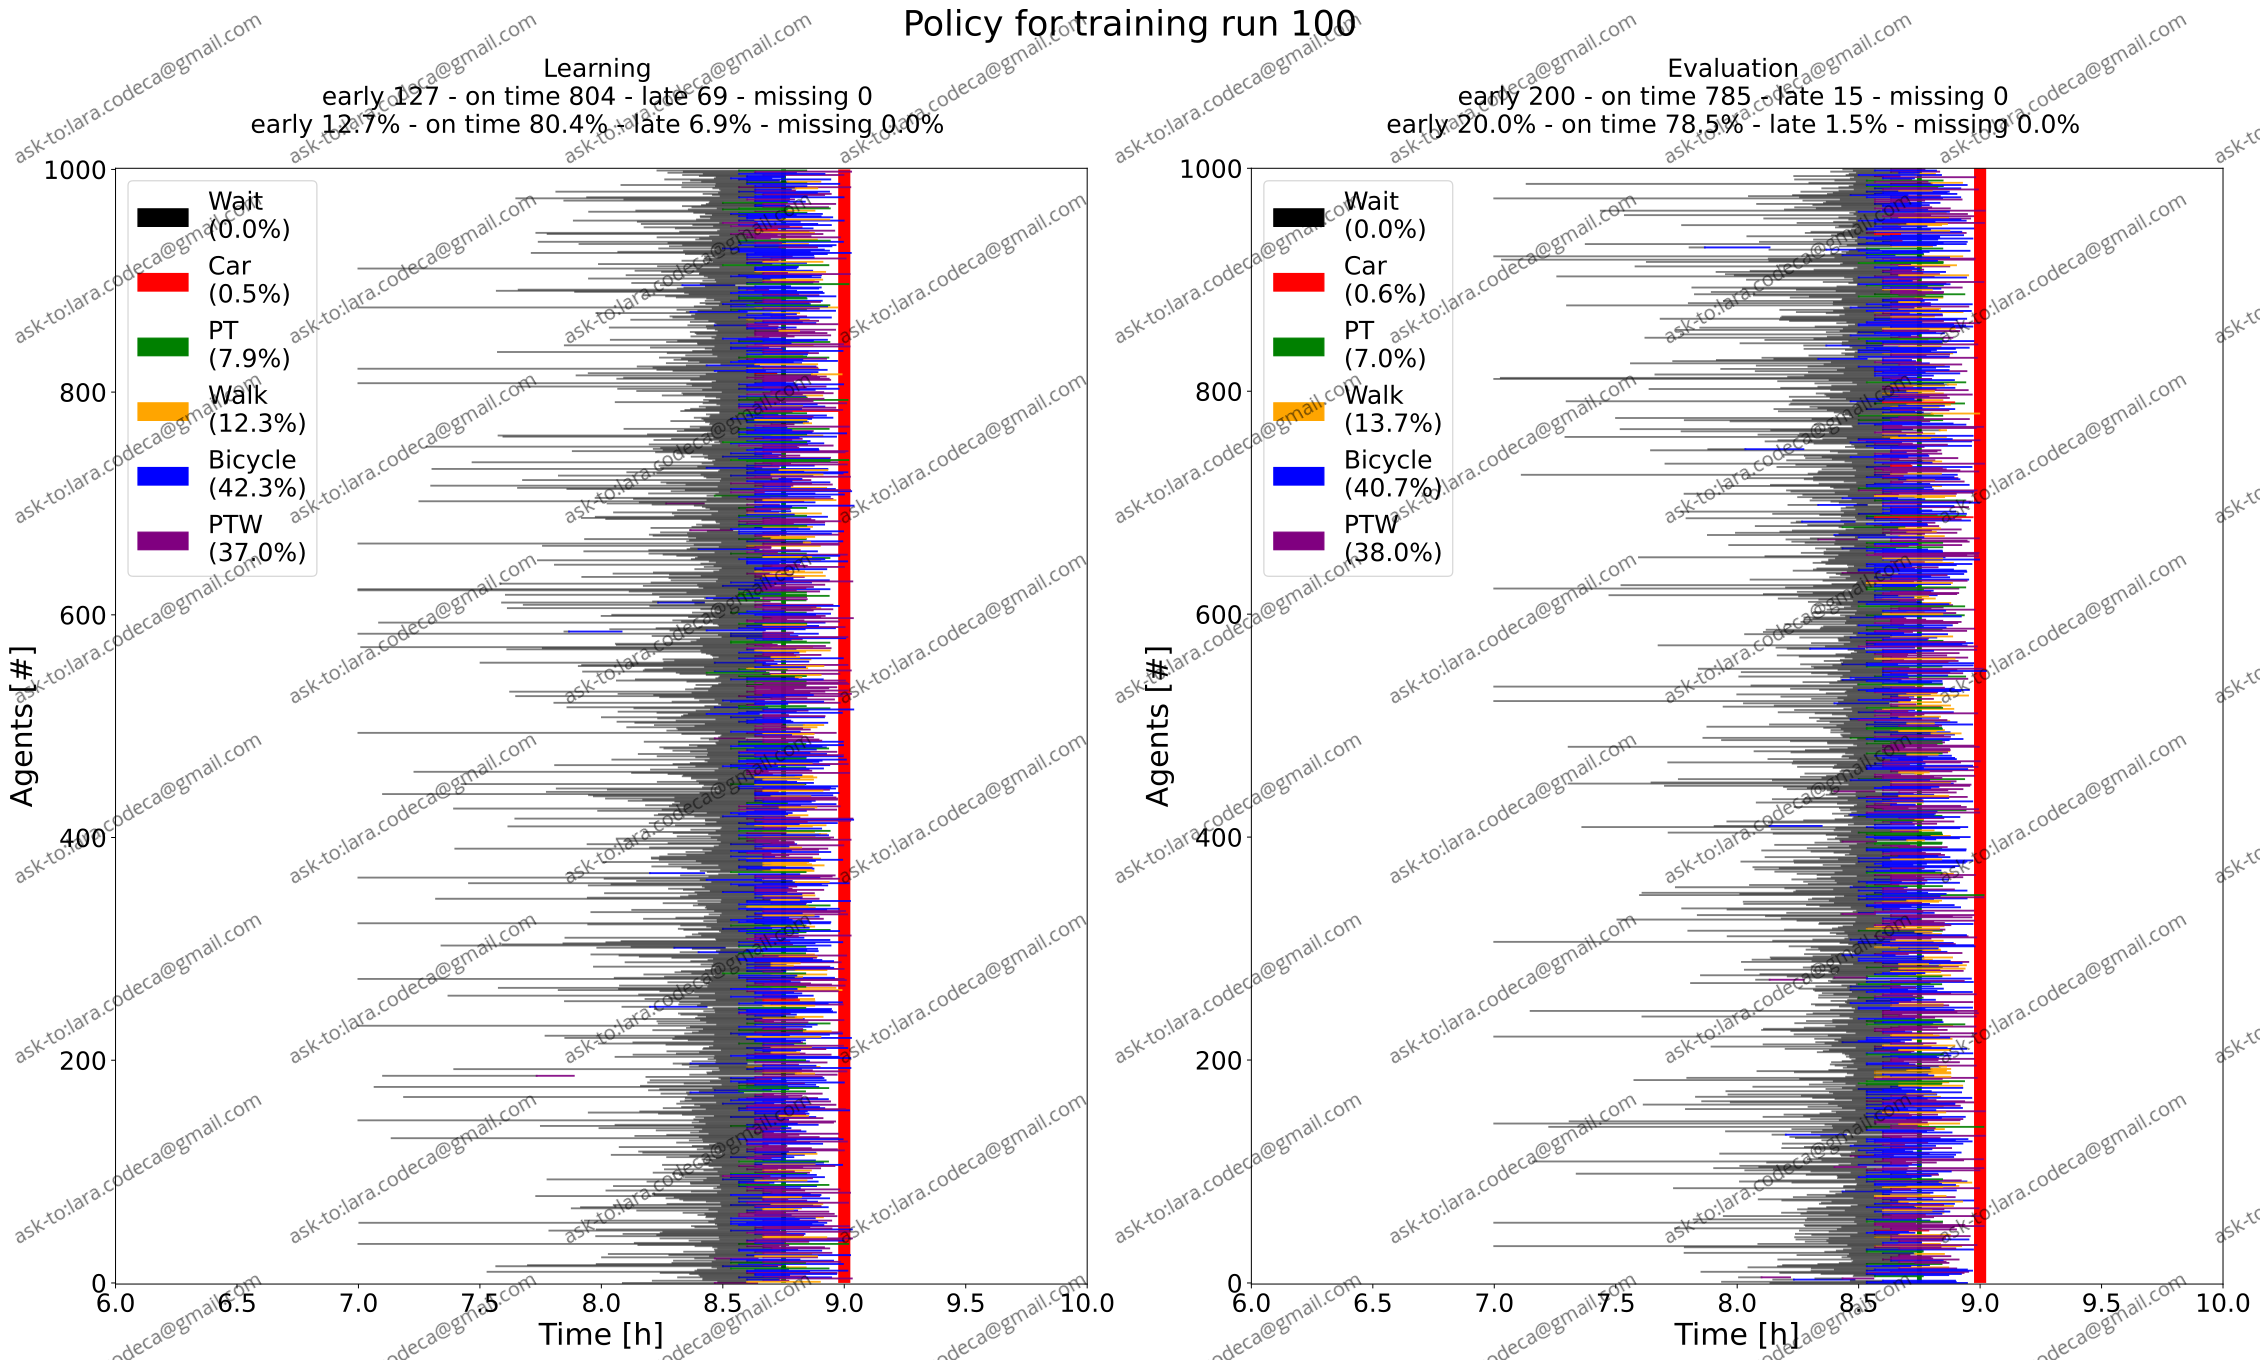 Policy for training run 100
Learning
early 127 - on time 804 - late 69 - missing 0
early 12.7% - on time 80.4% - late 6.9% - missing 0.0%
1000
800
600
400
200
0
Agents [#]
Wait
(0.0%)
Car
(0.5%)
PT
(7.9%)
Walk
(12.3%)
Bicycle
(42.3%)
PTW
(37.0%)
6.0 6.5 7.0 7.5 8.0 8.5 9.0 9.5 10.0
Time [h]
Evaluation
early 200 - on time 785 - late 15 - missing 0
early 20.0% - on time 78.5% - late 1.5% - missing 0.0%
1000
800
600
400
200
0
Agents [#]
Wait
(0.0%)
Car
(0.6%)
PT
(7.0%)
Walk
(13.7%)
Bicycle
(40.7%)
PTW
(38.0%)
6.0 6.5 7.0 7.5 8.0 8.5 9.0 9.5 10.0
Time [h]
ask-to:lara.codeca@gmail.com